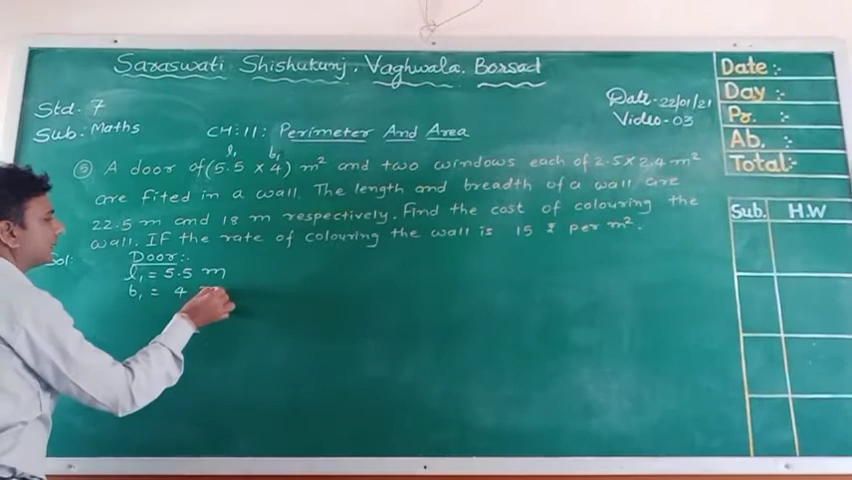 Saraswati Shishukunj, Vaghwala. Borsad
Std. 7
Sub: Maths
CH: 11: Perimeter And Area
Date - 22/01/21
Video - 03
l₁ b₁
⑤ A door of (5.5 × 4) m² and two windows each of 2.5 × 2.4 m²
are fited in a wall. The length and breadth of a wall are
22.5 m and 18 m respectively. Find the cost of colouring the
wall. IF the rate of colouring the wall is 15 ₹ per m².
Sol:
Door:.
l₁ = 5.5 m
b₁ = 4
Date :-
Day :-
Pr. :-
Ab. :-
Total:-
Sub. H.W